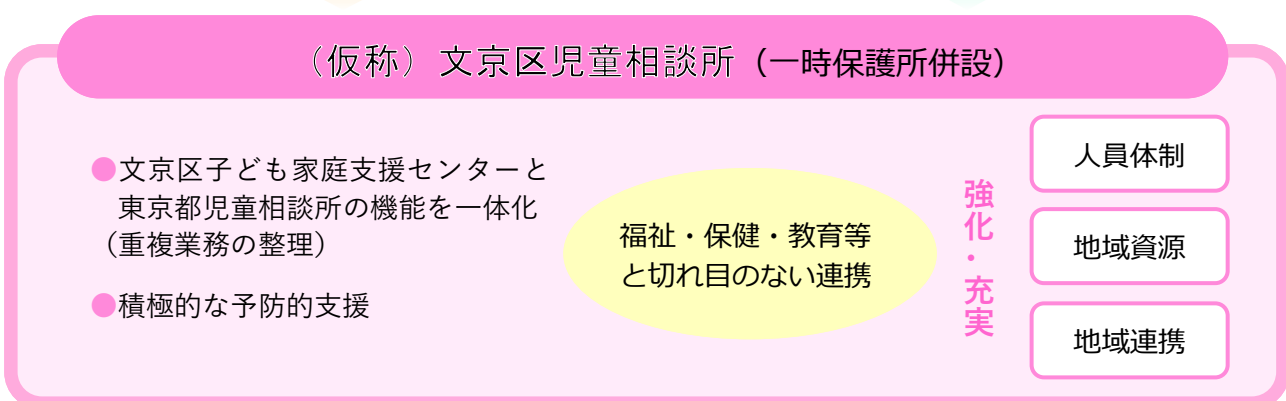 （仮称）文京区児童相談所（一時保護所併設）
●文京区子ども家庭支援センターと
東京都児童相談所の機能を一体化
（重複業務の整理）
●積極的な予防的支援
福祉・保健・教育等
と切れ目のない連携
強化・充実
人員体制
地域資源
地域連携